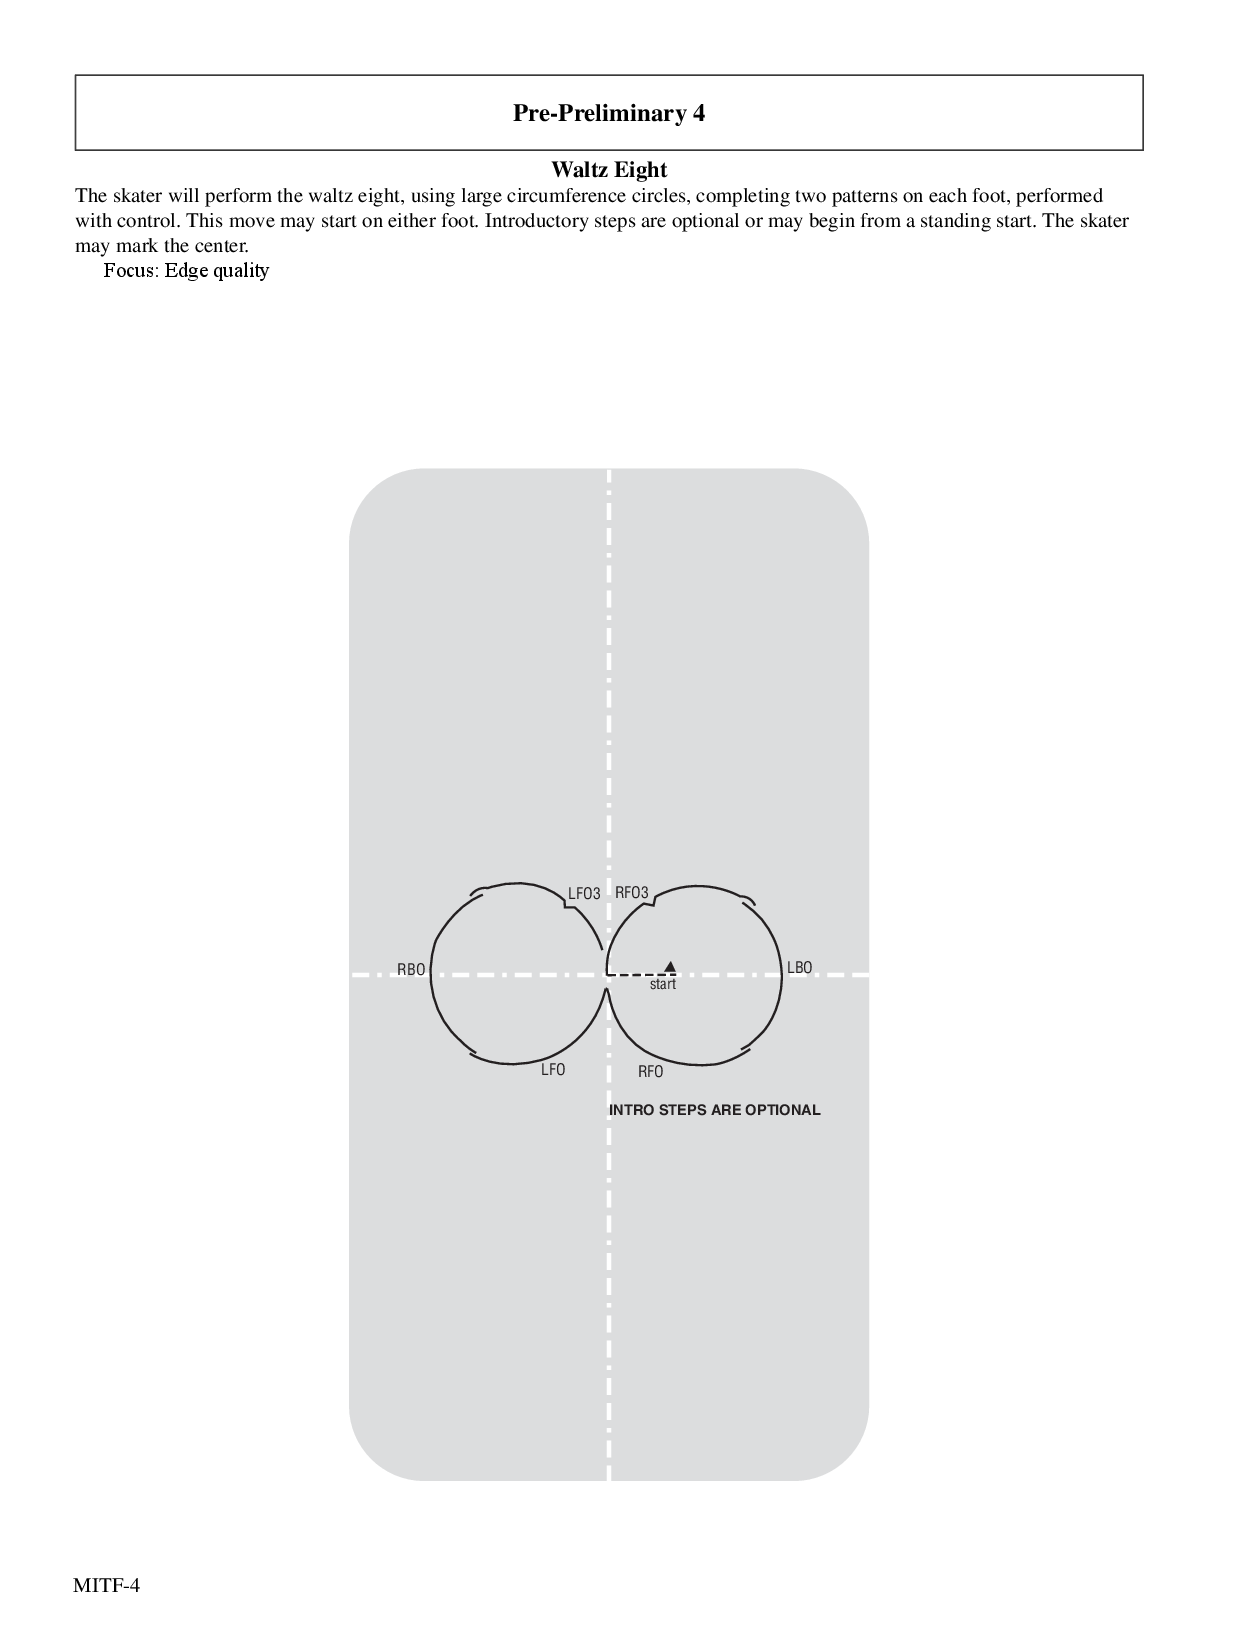 Pre-Preliminary 4
Waltz Eight
The skater will perform the waltz eight, using large circumference circles, completing two patterns on each foot, performed
with control. This move may start on either foot. Introductory steps are optional or may begin from a standing start. The skater
may mark the center.
Focus: Edge quality
LFO3 RFO3
RBO
LBO
start
LFO
RFO
INTRO STEPS ARE OPTIONAL
MITF-4